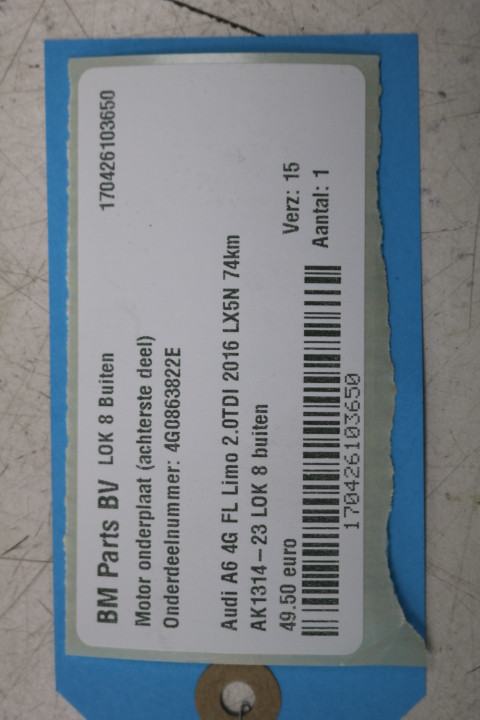 BM Parts BV LOK 8 Buiten 170426103650
Motor onderplaat (achterste deel)
Onderdeelnummer: 4G0863822E
Audi A6 4G FL Limo 2.0TDI 2016 LX5N 74km
AK1314-23 LOK 8 buiten
49.50 euro Verz: 15
Aantal: 1
170426103650